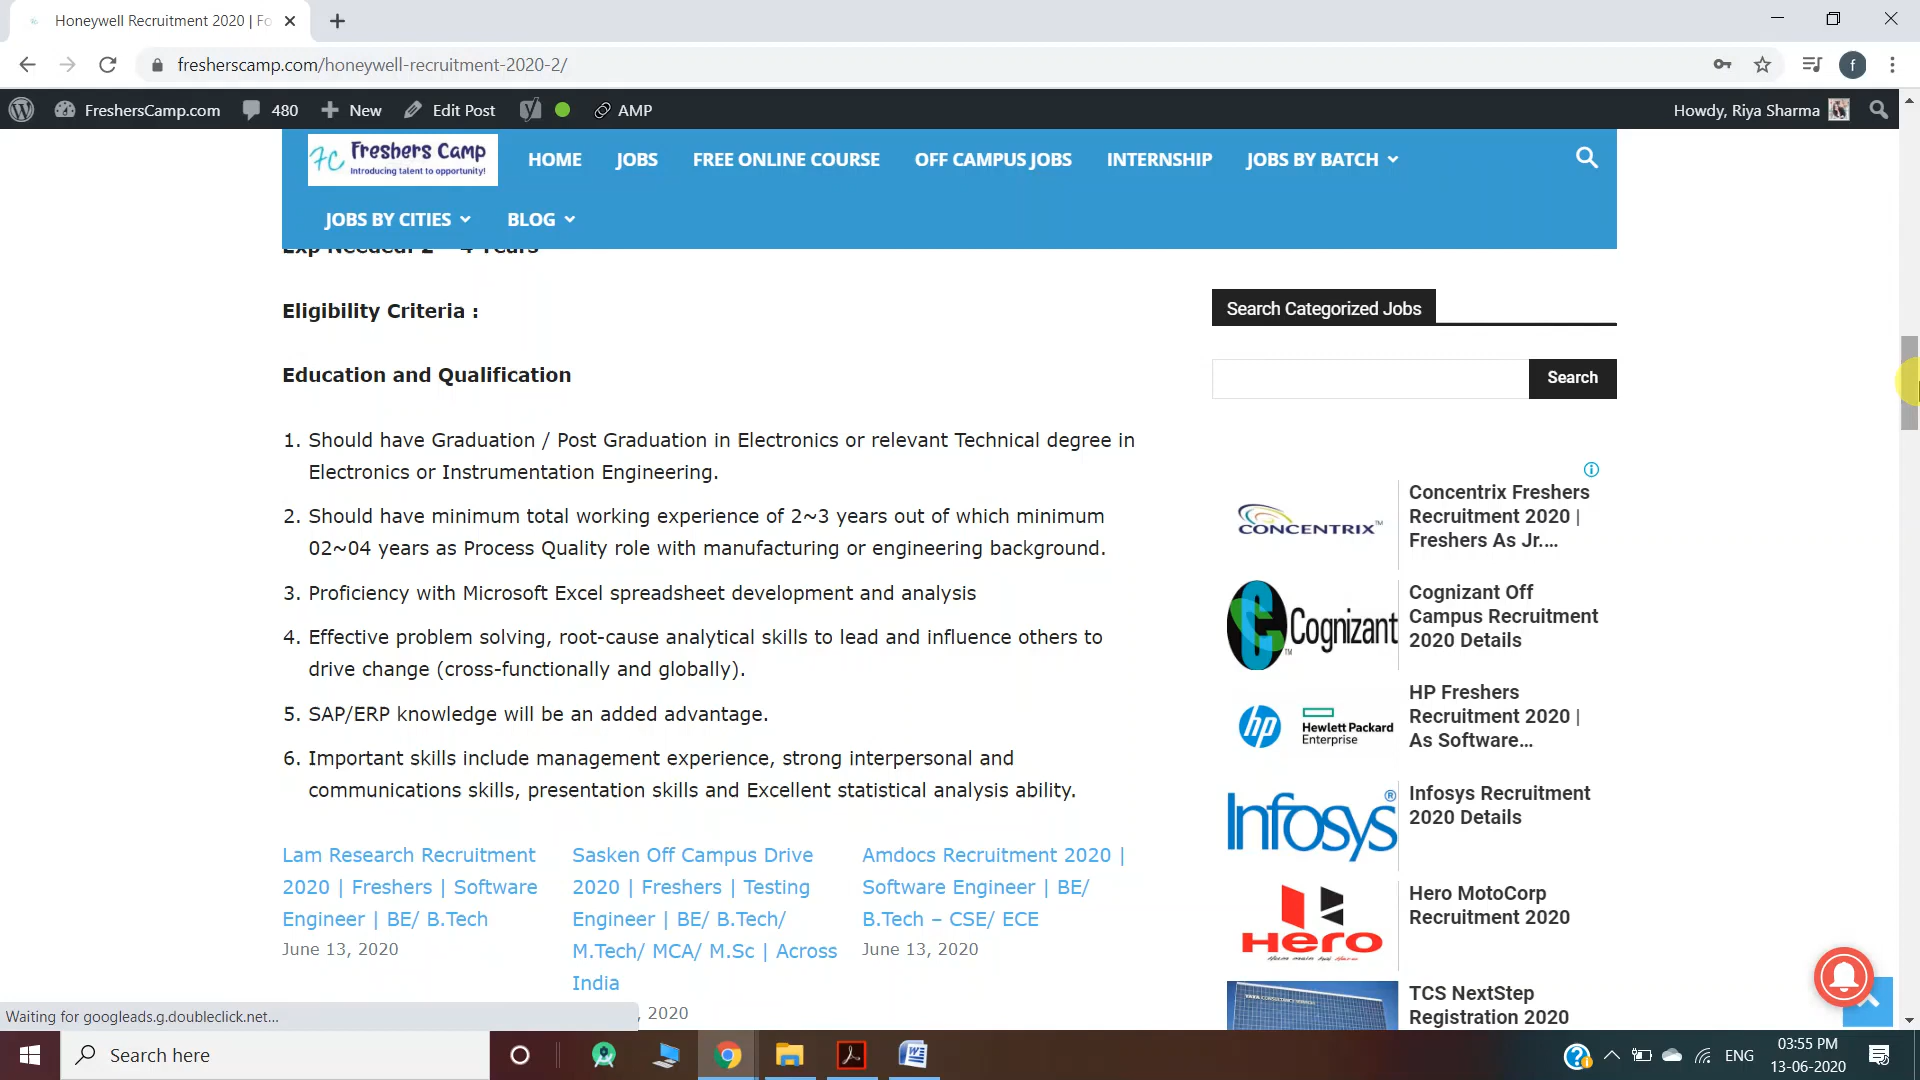 Honeywell Recruitment 2020 | Fo
fresherscamp.com/honeywell-recruitment-2020-2/
f
FreshersCamp.com
480
New
Edit Post
AMP
Howdy, Riya Sharma
FC Freshers Camp
Introducing talent to opportunity!
HOME
JOBS
FREE ONLINE COURSE
OFF CAMPUS JOBS
INTERNSHIP
JOBS BY BATCH
JOBS BY CITIES
BLOG
Exp Needed: 2 – 4 Years
Eligibility Criteria :
Education and Qualification
1. Should have Graduation / Post Graduation in Electronics or relevant Technical degree in
Electronics or Instrumentation Engineering.
2. Should have minimum total working experience of 2~3 years out of which minimum
02~04 years as Process Quality role with manufacturing or engineering background.
3. Proficiency with Microsoft Excel spreadsheet development and analysis
4. Effective problem solving, root-cause analytical skills to lead and influence others to
drive change (cross-functionally and globally).
5. SAP/ERP knowledge will be an added advantage.
6. Important skills include management experience, strong interpersonal and
communications skills, presentation skills and Excellent statistical analysis ability.
Lam Research Recruitment
2020 | Freshers | Software
Engineer | BE/ B.Tech
June 13, 2020
Sasken Off Campus Drive
2020 | Freshers | Testing
Engineer | BE/ B.Tech/
M.Tech/ MCA/ M.Sc | Across
India
, 2020
Amdocs Recruitment 2020 |
Software Engineer | BE/
B.Tech – CSE/ ECE
June 13, 2020
Search Categorized Jobs
Search
CONCENTRIX™
Concentrix Freshers
Recruitment 2020 |
Freshers As Jr....
Cognizant
Cognizant Off
Campus Recruitment
2020 Details
hp
Hewlett Packard
Enterprise
HP Freshers
Recruitment 2020 |
As Software...
Infosys®
Infosys Recruitment
2020 Details
Hero
Hero MotoCorp
Recruitment 2020
TATA CONSULTANCY SERVICES
TCS NextStep
Registration 2020
Waiting for googleads.g.doubleclick.net...
Search here
ENG
03:55 PM
13-06-2020